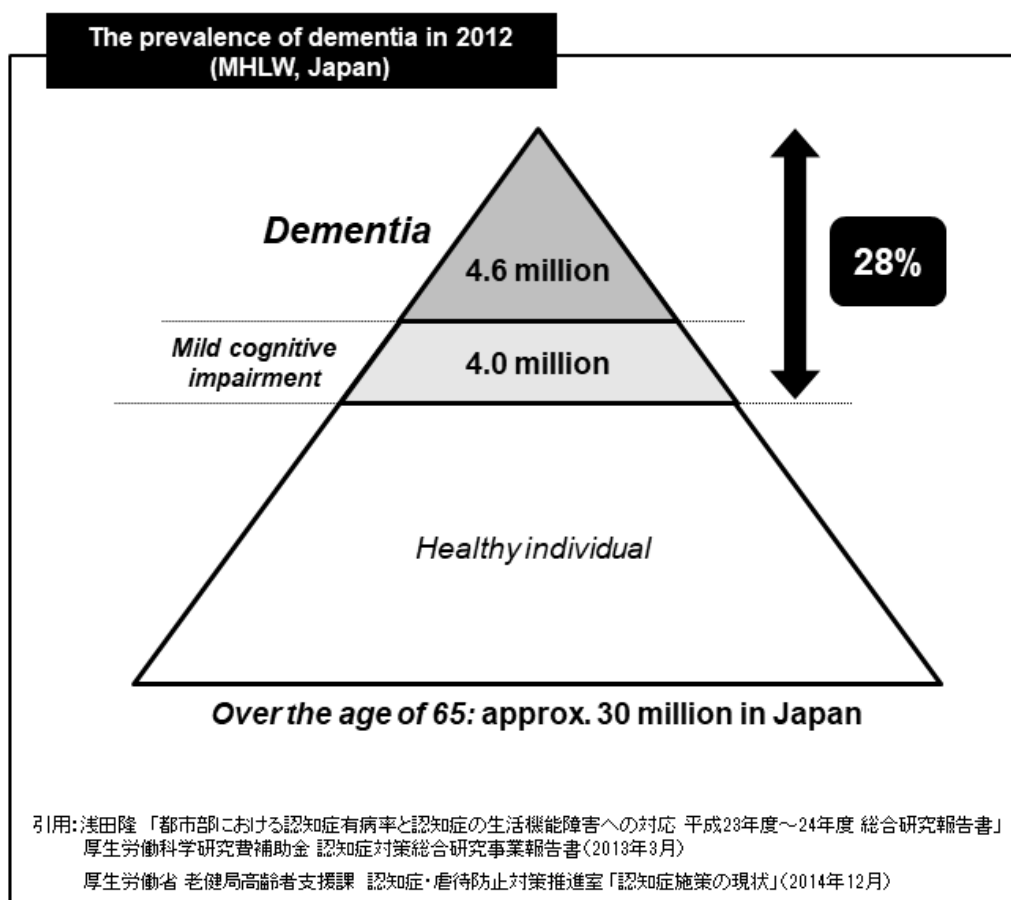 The prevalence of dementia in 2012
(MHLW, Japan)
Dementia
4.6 million
28%
Mild cognitive
impairment
4.0 million
Healthy individual
Over the age of 65: approx. 30 million in Japan
引用:浅田隆 「都市部における認知症有病率と認知症の生活機能障害への対応 平成23年度～24年度 総合研究報告書」
厚生労働科学研究費補助金 認知症対策総合研究事業報告書(2013年3月)
厚生労働省 老健局高齢者支援課 認知症・虐待防止対策推進室「認知症施策の現状」(2014年12月)